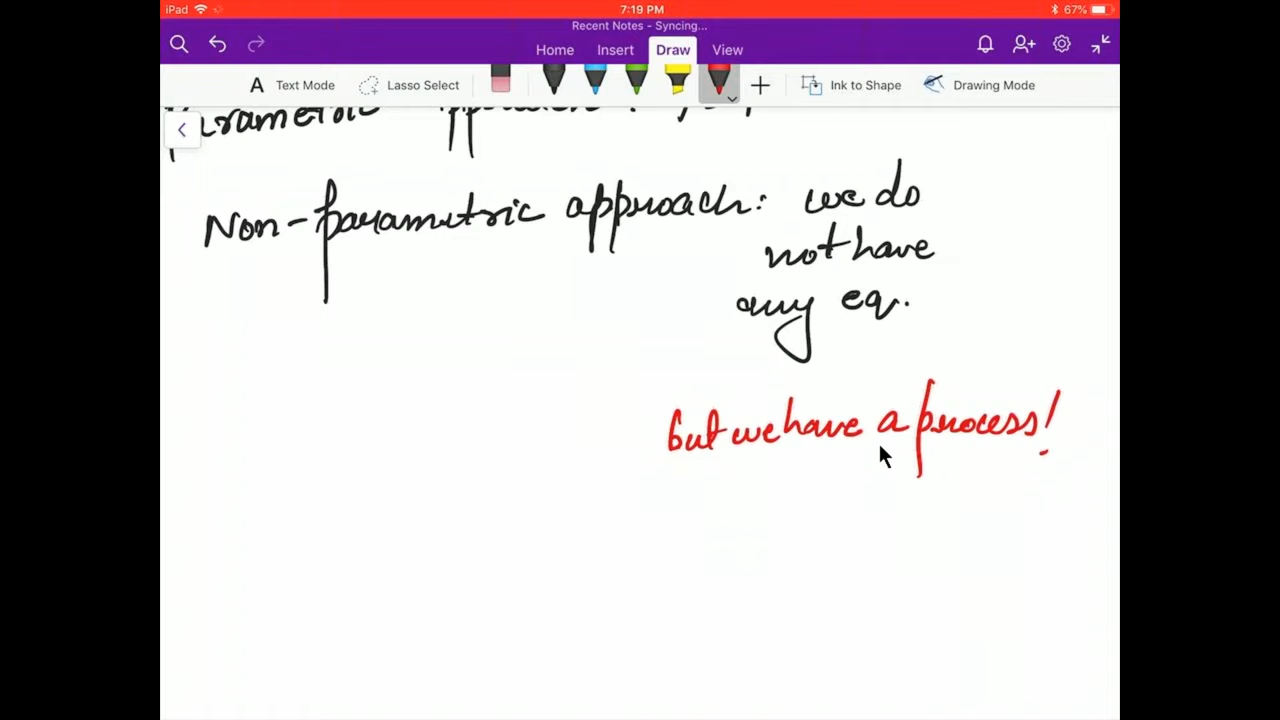 iPad 7:19 PM 67%
Recent Notes - Syncing...
Home Insert Draw View
A Text Mode Lasso Select Ink to Shape Drawing Mode
Non-parametric approach: we do
not have
any eq.
but we have a process!